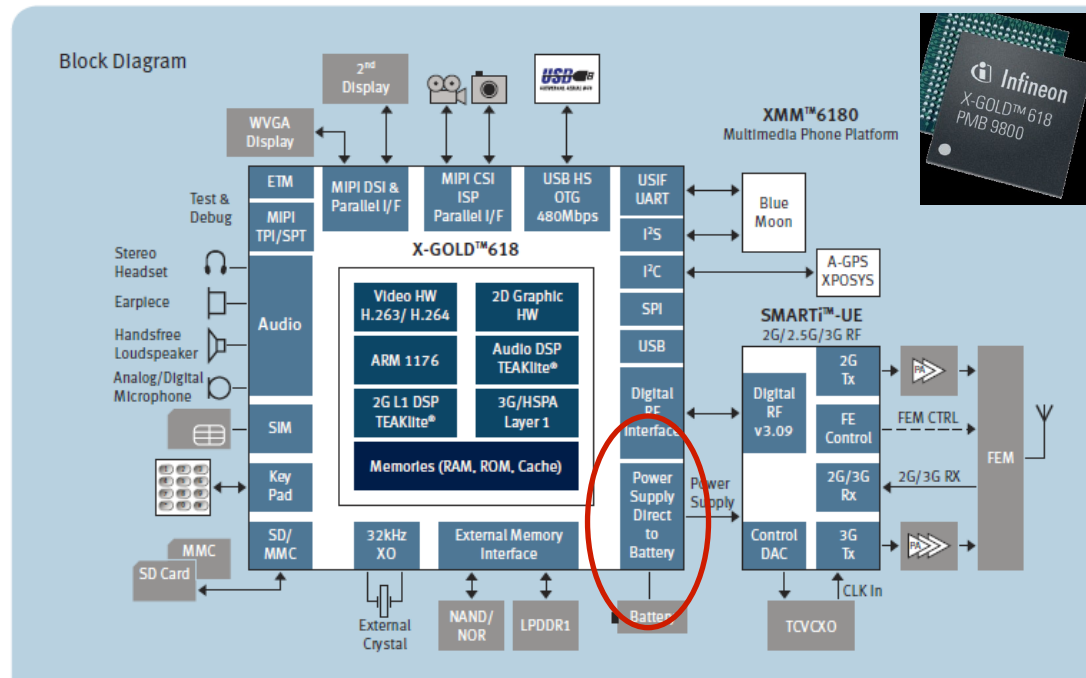 Block Diagram
2nd
Display
USB
WVGA
Display
XMM™6180
Multimedia Phone Platform
Infineon
X-GOLD™618
PMB 9800
Test &
Debug
ETM
MIPI
TPI/SPT
MIPI DSI &
Parallel I/F
MIPI CSI
ISP
Parallel I/F
USB HS
OTG
480Mbps
USIF
UART
I²S
I²C
SPI
USB
Digital
RF
Interface
Power
Supply
Direct
to
Battery
Blue
Moon
A-GPS
XPOSYS
X-GOLD™618
Stereo
Headset
Earpiece
Handsfree
Loudspeaker
Analog/Digital
Microphone
Audio
SIM
Key
Pad
SD/
MMC
Video HW
H.263/ H.264
2D Graphic
HW
ARM 1176
Audio DSP
TEAKlite®
2G L1 DSP
TEAKlite®
3G/HSPA
Layer 1
Memories (RAM, ROM, Cache)
32kHz
XO
External Memory
Interface
SMARTi™-UE
2G/2.5G/3G RF
Digital
RF
v3.09
2G
Tx
FE
Control
2G/3G
Rx
Control
DAC
3G
Tx
PA
FEM CTRL
2G/3G RX
PA
FEM
Power
Supply
CLK In
TCVCXO
MMC
SD Card
External
Crystal
NAND/
NOR
LPDDR1
Battery